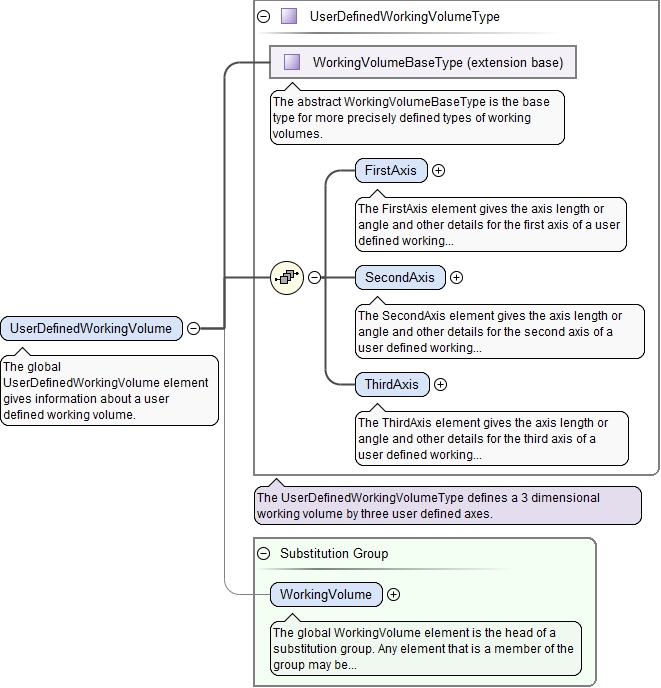 UserDefinedWorkingVolumeType
WorkingVolumeBaseType (extension base)
The abstract WorkingVolumeBaseType is the base
type for more precisely defined types of working
volumes.
FirstAxis
The FirstAxis element gives the axis length or
angle and other details for the first axis of a user
defined working...
SecondAxis
The SecondAxis element gives the axis length or
angle and other details for the second axis of a
user defined working...
UserDefinedWorkingVolume
The global
UserDefinedWorkingVolume element
gives information about a user
defined working volume.
ThirdAxis
The ThirdAxis element gives the axis length or
angle and other details for the third axis of a
user defined working...
The UserDefinedWorkingVolumeType defines a 3 dimensional
working volume by three user defined axes.
Substitution Group
WorkingVolume
The global WorkingVolume element is the head of a
substitution group. Any element that is a member of the
group may be...